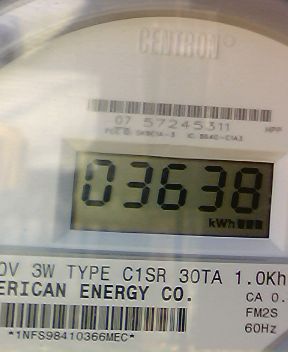 CENTRON
07 57245311
03638
kWh
0V 3W TYPE C1SR 30TA 1.0Kh
ERICAN ENERGY CO.
CA 0.
FM2S
60Hz
*1NFS98410366MEC*